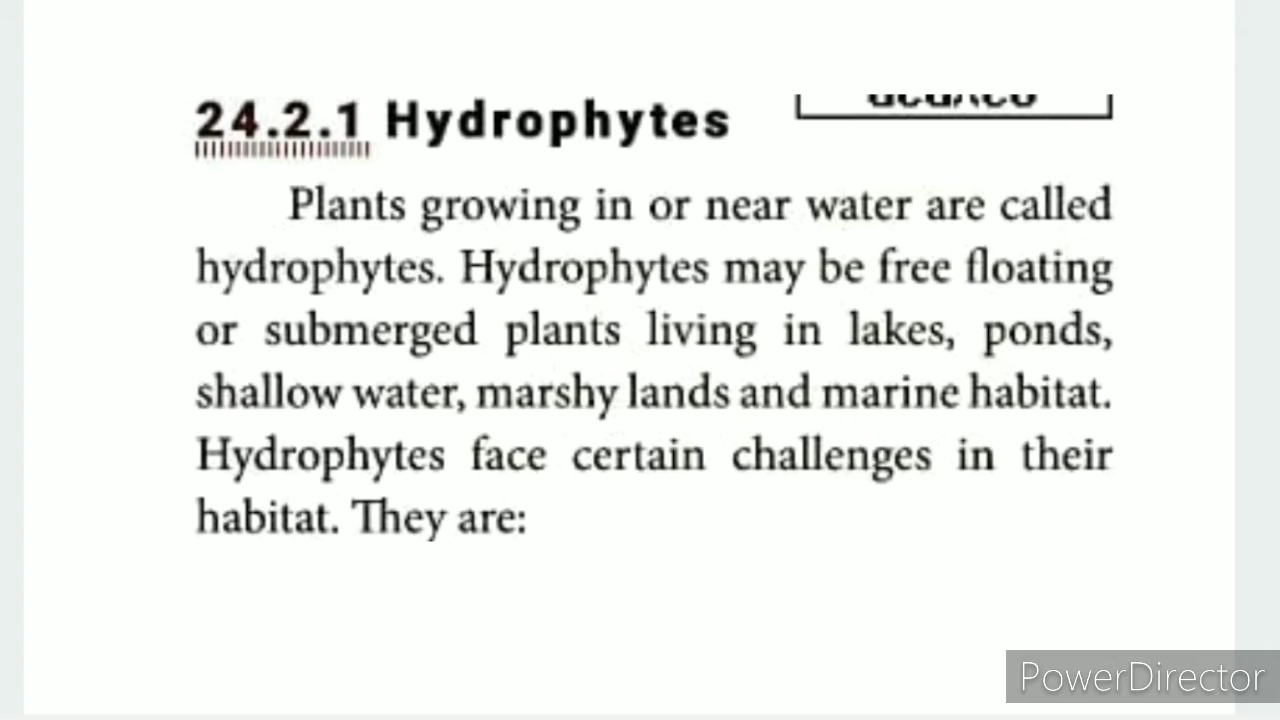 24.2.1 Hydrophytes
Plants growing in or near water are called
hydrophytes. Hydrophytes may be free floating
or submerged plants living in lakes, ponds,
shallow water, marshy lands and marine habitat.
Hydrophytes face certain challenges in their
habitat. They are:
PowerDirector